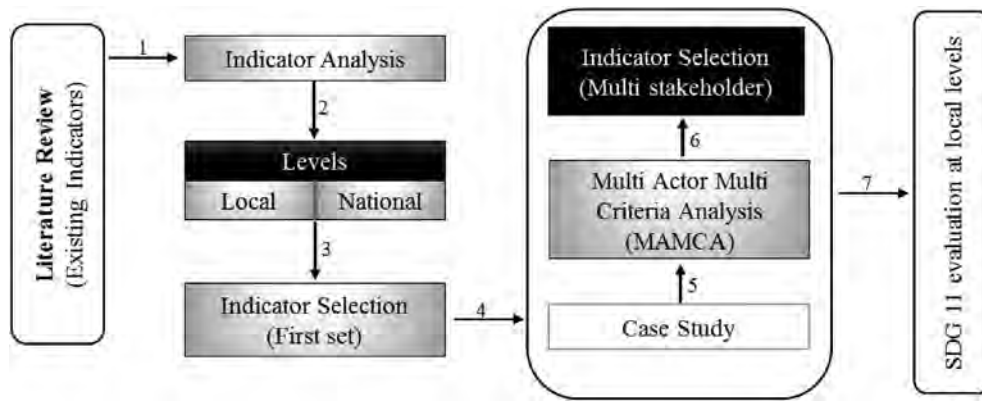 Literature Review
(Existing Indicators)
1
Indicator Analysis
2
Levels
Local
National
3
Indicator Selection
(First set)
4
Case Study
5
Multi Actor Multi
Criteria Analysis
(MAMCA)
6
Indicator Selection
(Multi stakeholder)
7
SDG 11 evaluation at local levels